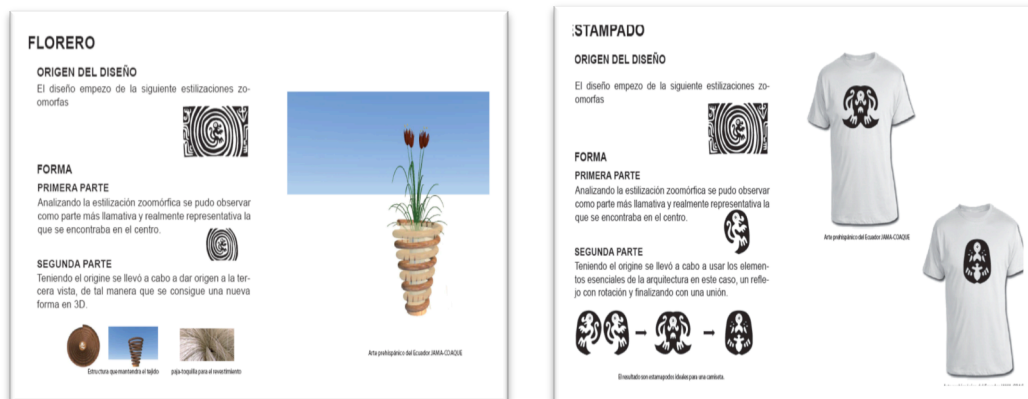 FLORERO
ORIGEN DEL DISEÑO
El diseño empezo de la siguiente estilizaciones zo-
omorfas
FORMA
PRIMERA PARTE
Analizando la estilización zoomórfica se pudo observar
como parte más llamativa y realmente representativa la
que se encontraba en el centro.
SEGUNDA PARTE
Teniendo el origine se llevó a cabo a dar origen a la ter-
cera vista, de tal manera que se consigue una nueva
forma en 3D.
Estructura que mantendra el tejido
paja toquilla para el revestimiento
Arte prehispánico del Ecuador JAMA-COAQUE
ESTAMPADO
ORIGEN DEL DISEÑO
El diseño empezo de la siguiente estilizaciones zo-
omorfas
FORMA
PRIMERA PARTE
Analizando la estilización zoomórfica se pudo observar
como parte más llamativa y realmente representativa la
que se encontraba en el centro.
SEGUNDA PARTE
Teniendo el origine se llevó a cabo a usar los elemen-
tos esenciales de la arquitectura en este caso, un refle-
jo con rotación y finalizando con una unión.
El resultado son estamapodos ideales para una camiseta.
Arte prehispánico del Ecuador JAMA-COAQUE